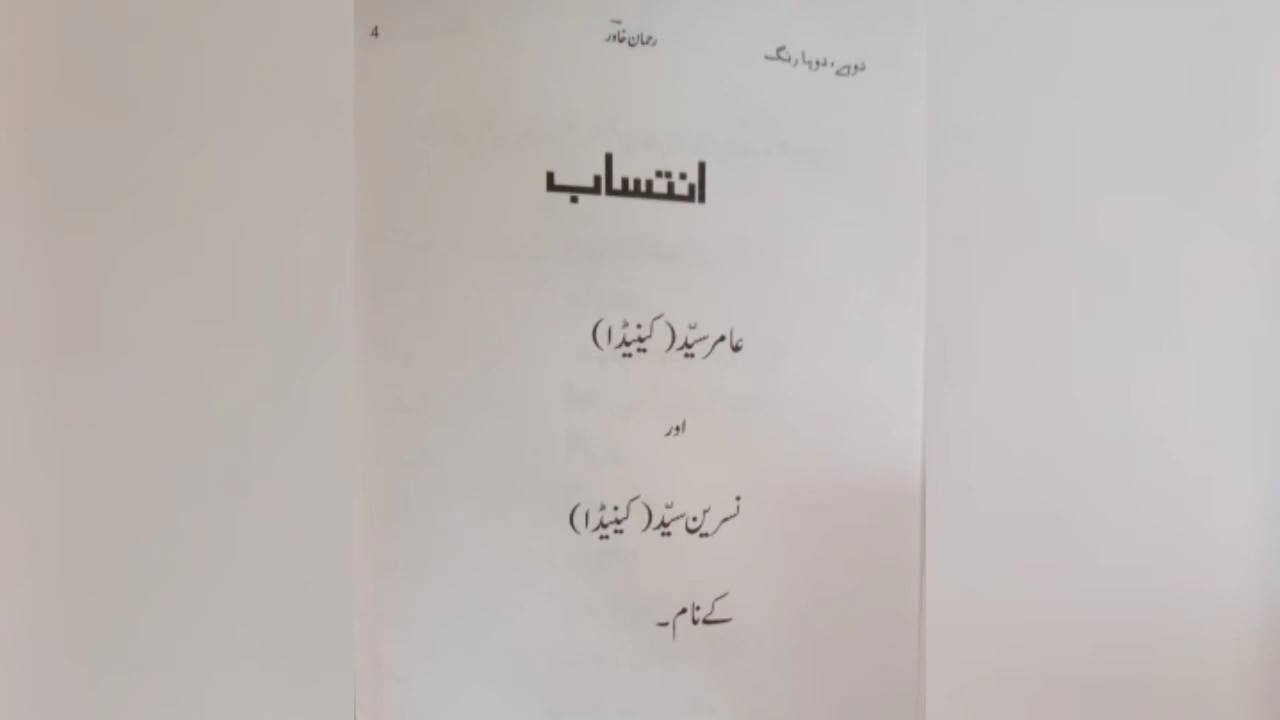 دوہے، دوہا رنگ
رحمان خاور
4
انتساب
عامر سیّد (کینیڈا)
اور
نسرین سیّد (کینیڈا)
کے نام۔